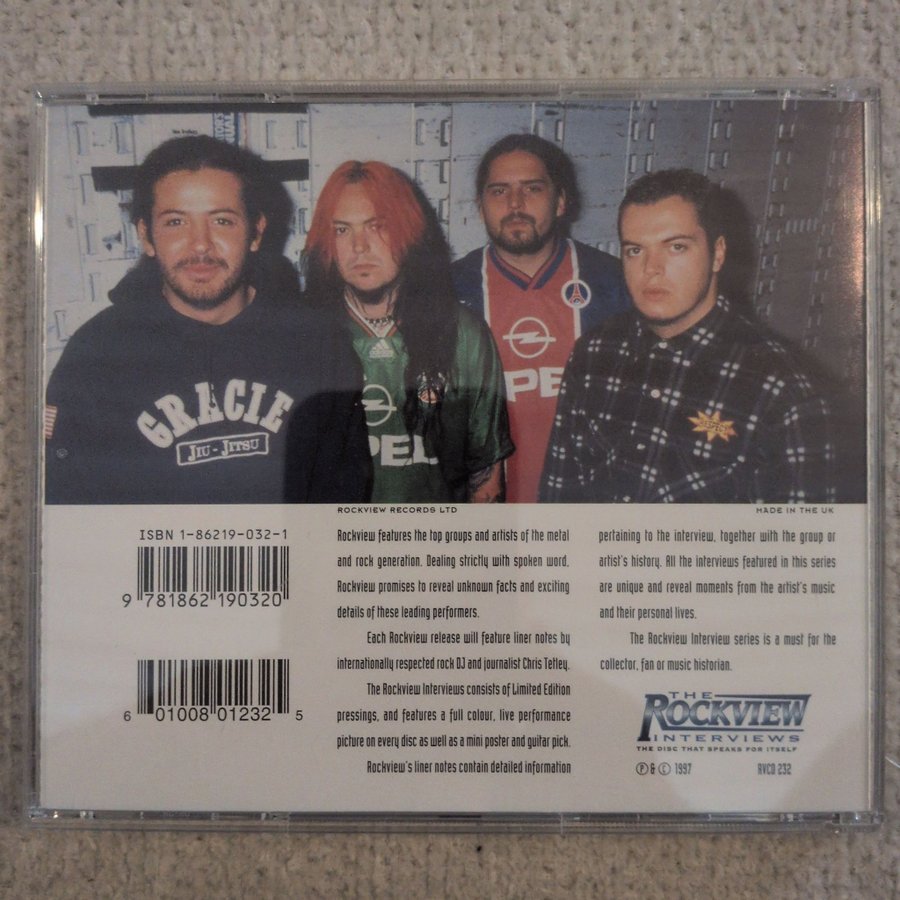 GRACIE
JIU-JITSU
OPEL
RESPECT
ROCKVIEW RECORDS LTD
MADE IN THE UK
ISBN 1-86219-032-1
9 781862 190320
6 01008 01232 5
Rockview features the top groups and artists of the metal
and rock generation. Dealing strictly with spoken word.
Rockview promises to reveal unknown facts and exciting
details of these leading performers.
Each Rockview release will feature liner notes by
internationally respected rock DJ and journalist Chris Tetley.
The Rockview Interviews consists of Limited Edition
pressings, and features a full colour, live performance
picture on every disc as well as a mini poster and guitar pick.
Rockview's liner notes contain detailed information
pertaining to the interview, together with the group or
artist's history. All the interviews featured in this series
are unique and reveal moments from the artist's music
and their personal lives.
The Rockview Interview series is a must for the
collector, fan or music historian.
THE
ROCKVIEW
INTERVIEWS
THE DISC THAT SPEAKS FOR ITSELF
Ⓟ & © 1997
RVCD 232